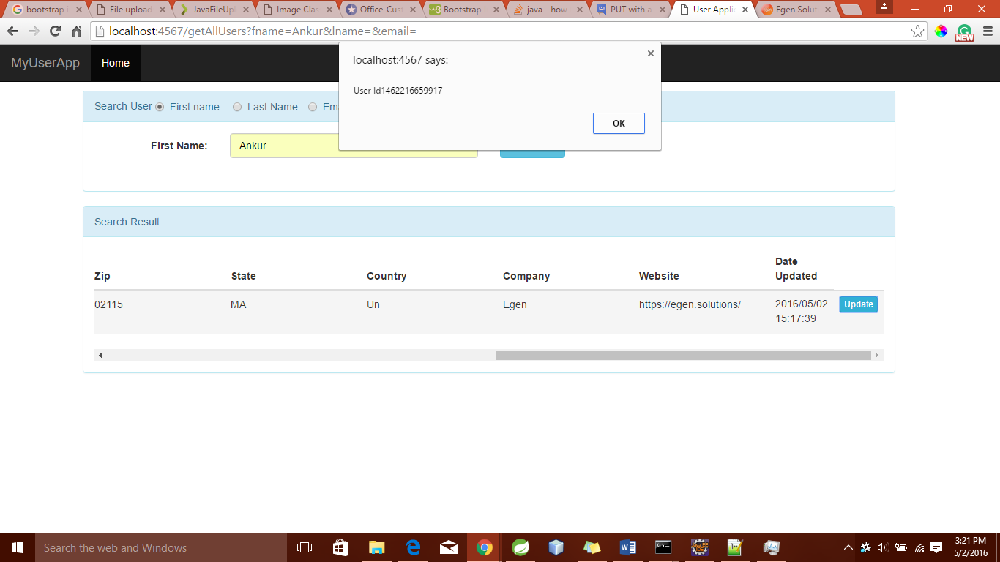 bootstrap i
File upload
JavaFileUpl
Image Clas
Office-Cust
Bootstrap I
java - how
PUT with a
User Applic
Egen Solut
localhost:4567/getAllUsers?fname=Ankur&lname=&email=
NEW
MyUserApp Home
localhost:4567 says:
User Id1462216659917
OK
Search User First name: Last Name Ema
First Name: Ankur
Search Result
Zip State Country Company Website Date Updated
02115 MA Un Egen https://egen.solutions/ 2016/05/02 15:17:39 Update
Search the web and Windows
3:21 PM
5/2/2016